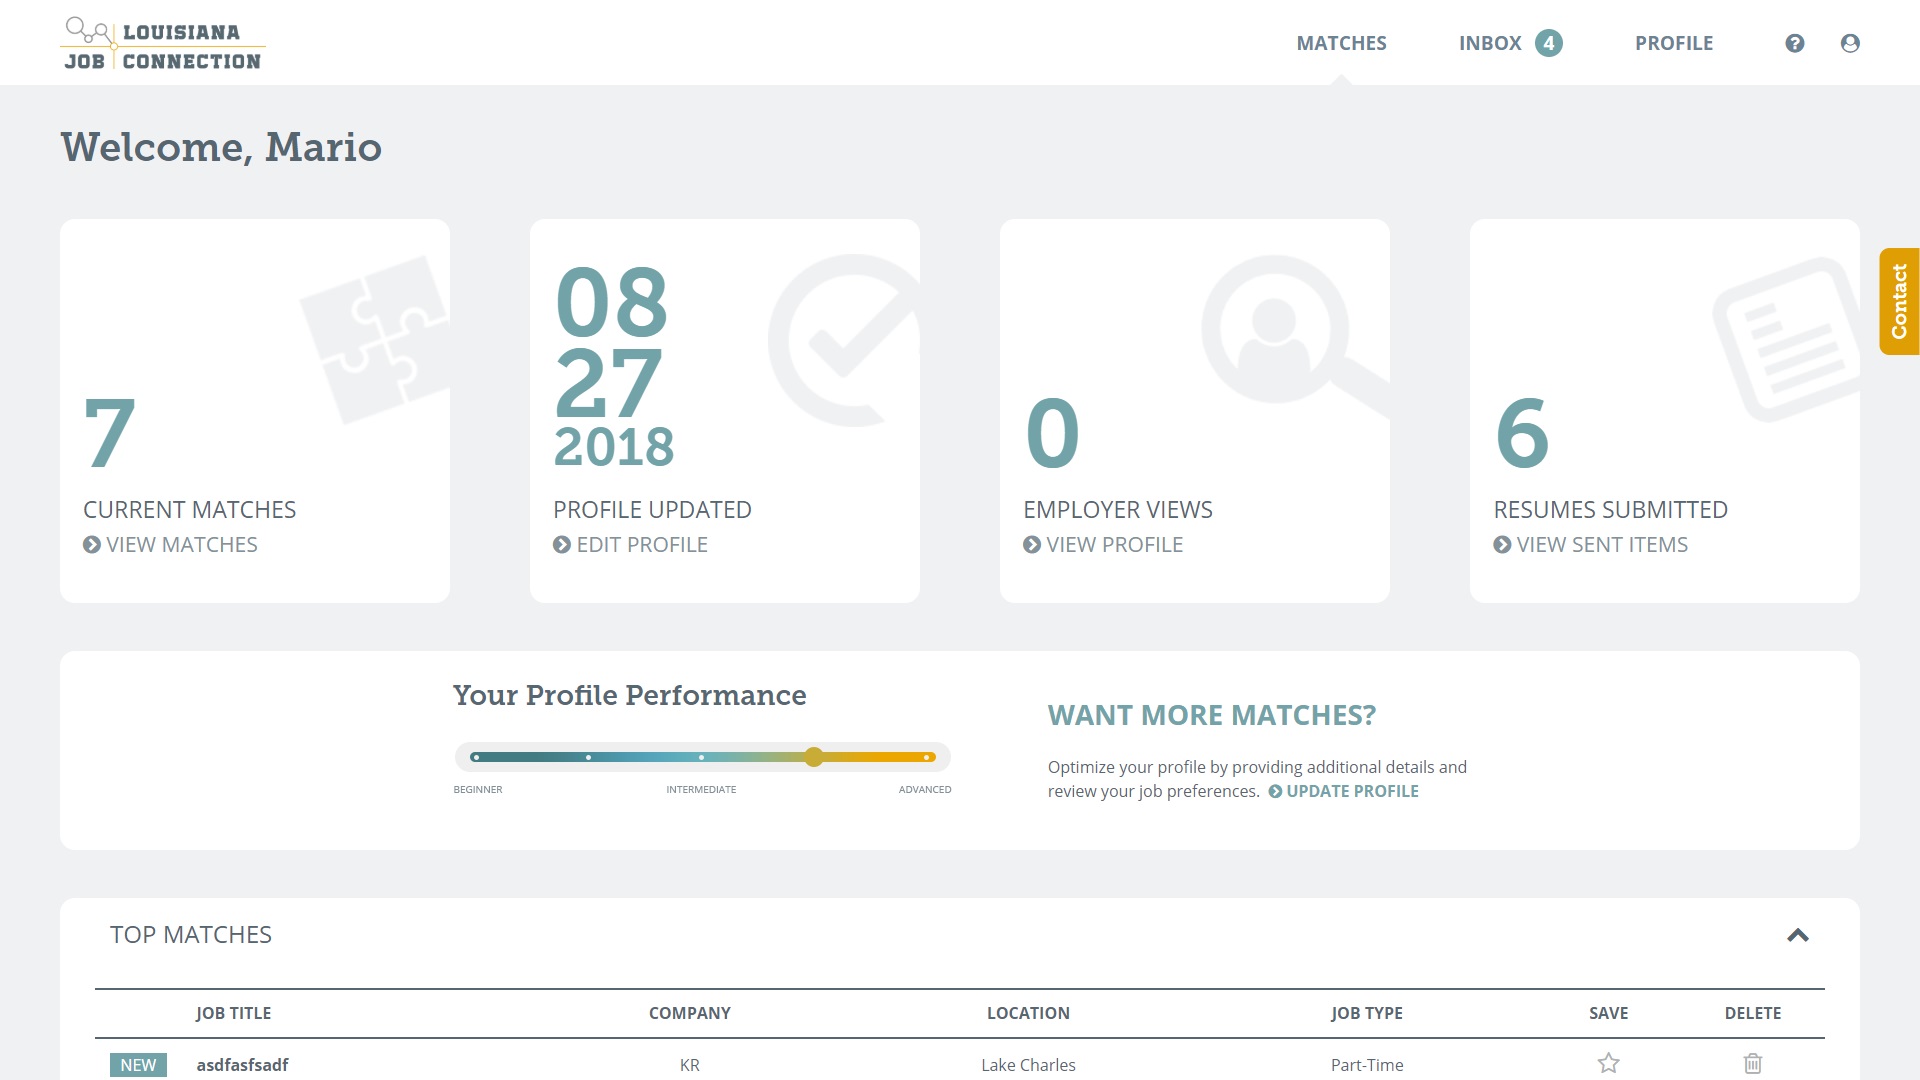 LOUISIANA
JOB CONNECTION
MATCHES
INBOX 4
PROFILE
?
Welcome, Mario
7
CURRENT MATCHES
VIEW MATCHES
08
27
2018
PROFILE UPDATED
EDIT PROFILE
0
EMPLOYER VIEWS
VIEW PROFILE
6
RESUMES SUBMITTED
VIEW SENT ITEMS
Contact
Your Profile Performance
BEGINNER INTERMEDIATE ADVANCED
WANT MORE MATCHES?
Optimize your profile by providing additional details and
review your job preferences. UPDATE PROFILE
TOP MATCHES
JOB TITLE COMPANY LOCATION JOB TYPE SAVE DELETE
NEW asdfasfsadf KR Lake Charles Part-Time